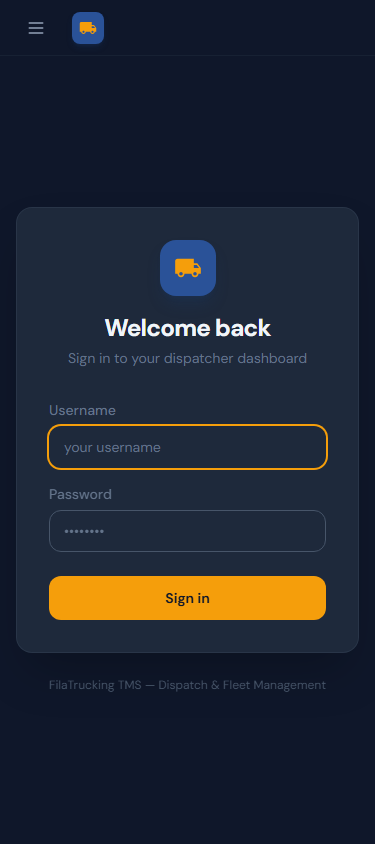 Welcome back
Sign in to your dispatcher dashboard
Username
your username
Password
••••••••
Sign in
FilaTrucking TMS — Dispatch & Fleet Management